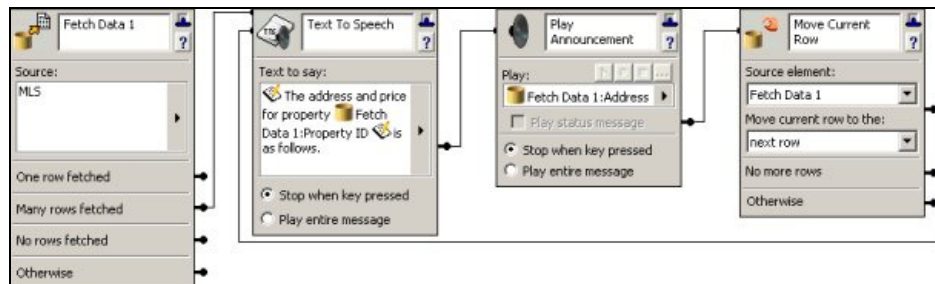 Fetch Data 1
?
Source:
MLS
One row fetched
Many rows fetched
No rows fetched
Otherwise
TTS
Text To Speech
?
Text to say:
The address and price
for property Fetch
Data 1:Property ID is
as follows.
Stop when key pressed
Play entire message
Play
Announcement
?
Play:
...
Fetch Data 1:Address
Play status message
Stop when key pressed
Play entire message
Move Current
Row
?
Source element:
Fetch Data 1
Move current row to the:
next row
No more rows
Otherwise